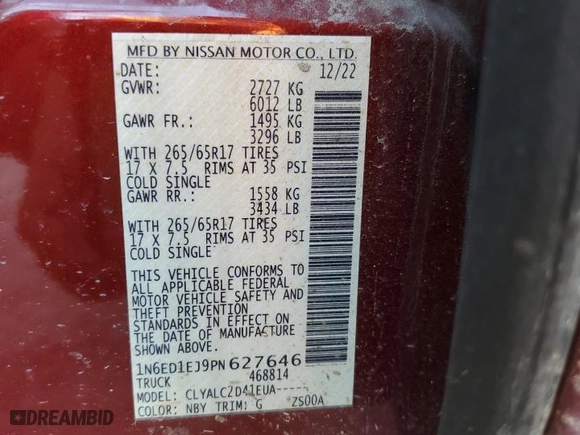 MFD BY NISSAN MOTOR CO., LTD.
DATE: 12/22
GVWR: 2727 KG
6012 LB
GAWR FR.: 1495 KG
3296 LB
WITH 265/65R17 TIRES
17 X 7.5 RIMS AT 35 PSI
COLD SINGLE
GAWR RR.: 1558 KG
3434 LB
WITH 265/65R17 TIRES
17 X 7.5 RIMS AT 35 PSI
COLD SINGLE
THIS VEHICLE CONFORMS TO
ALL APPLICABLE FEDERAL
MOTOR VEHICLE SAFETY AND
THEFT PREVENTION
STANDARDS IN EFFECT ON
THE DATE OF MANUFACTURE
SHOWN ABOVE.
1N6ED1EJ9PN627646
TRUCK 468814
MODEL: CLYALC2D41EUA-----
COLOR: NBY TRIM: G ZS00A
DREAMBID